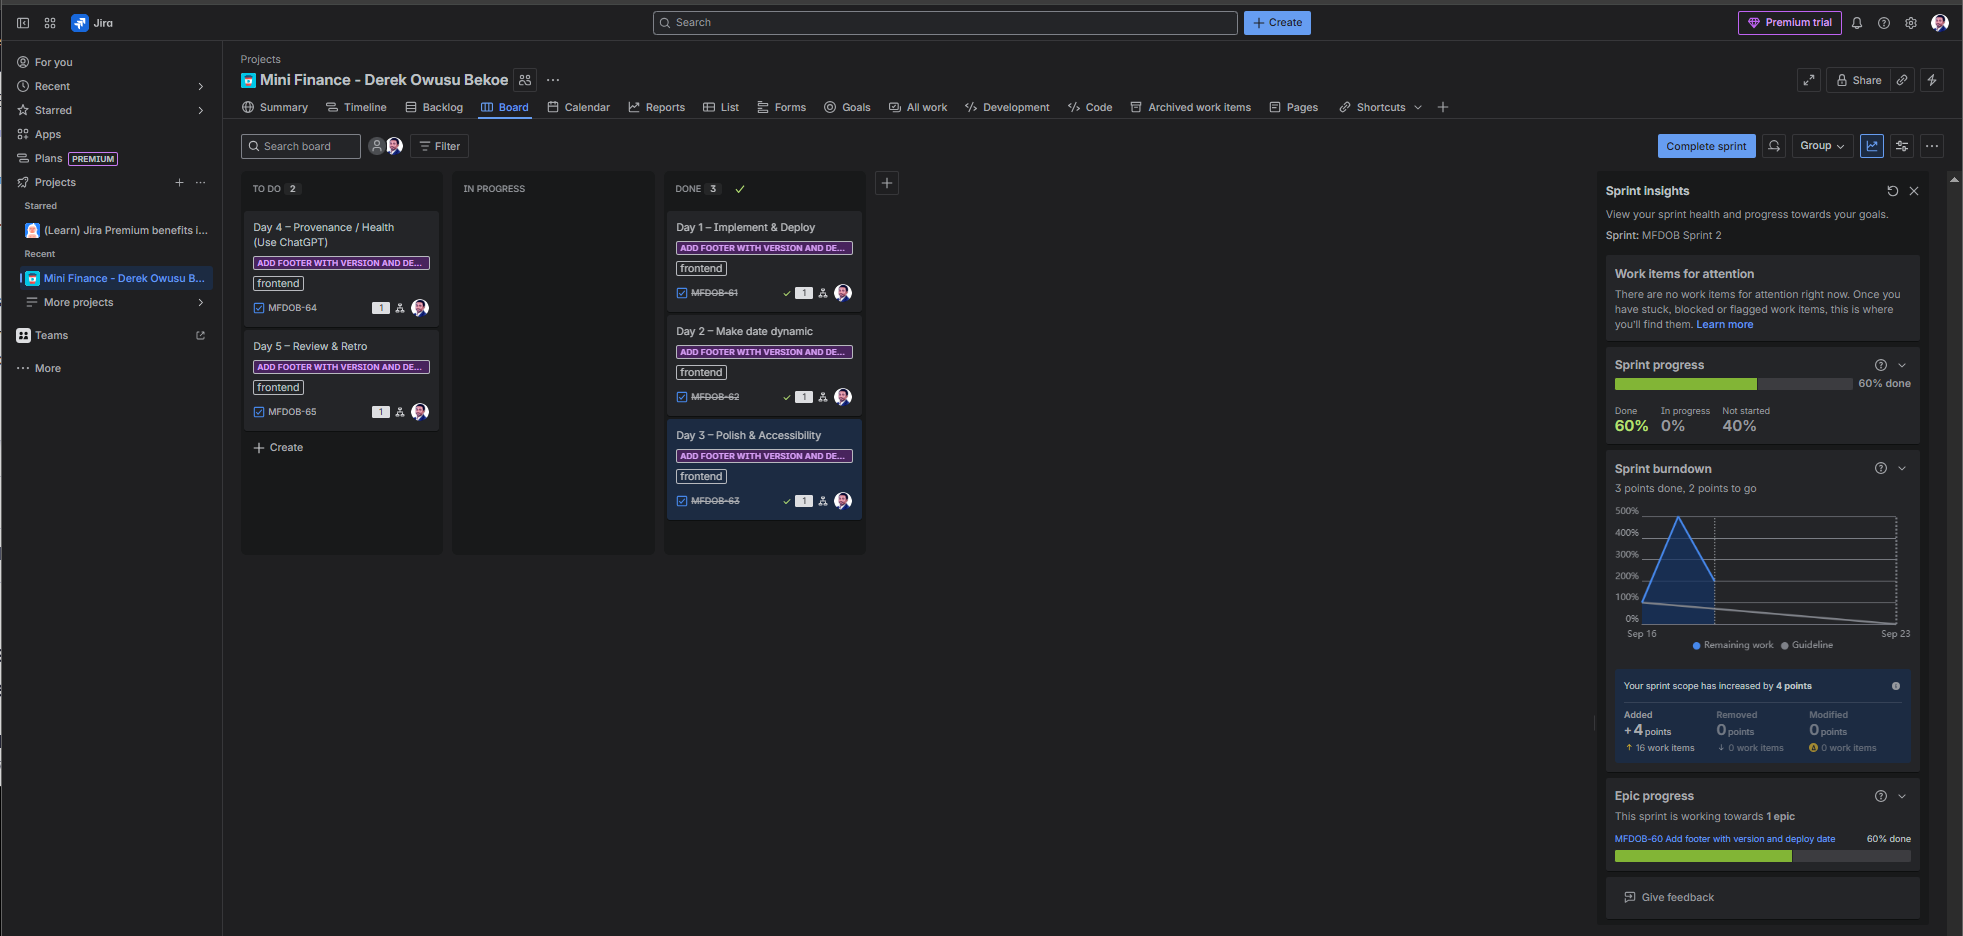 Jira
Search
Create
Premium trial
For you
Recent
Starred
Apps
Plans PREMIUM
Projects
Starred
(Learn) Jira Premium benefits i...
Recent
Mini Finance - Derek Owusu B...
More projects
Teams
More
Projects
Mini Finance - Derek Owusu Bekoe
Share
Summary Timeline Backlog Board Calendar Reports List Forms Goals All work Development Code Archived work items Pages Shortcuts
Search board
Filter
Complete sprint
Group
TO DO 2
Day 4 – Provenance / Health
(Use ChatGPT)
ADD FOOTER WITH VERSION AND DE...
frontend
MFDOB-64 1
Day 5 – Review & Retro
ADD FOOTER WITH VERSION AND DE...
frontend
MFDOB-65 1
Create
IN PROGRESS
DONE 3
Day 1 – Implement & Deploy
ADD FOOTER WITH VERSION AND DE...
frontend
MFDOB-61 1
Day 2 – Make date dynamic
ADD FOOTER WITH VERSION AND DE...
frontend
MFDOB-62 1
Day 3 – Polish & Accessibility
ADD FOOTER WITH VERSION AND DE...
frontend
MFDOB-63 1
Sprint insights
View your sprint health and progress towards your goals.
Sprint: MFDOB Sprint 2
Work items for attention
There are no work items for attention right now. Once you
have stuck, blocked or flagged work items, this is where
you'll find them. Learn more
Sprint progress
60% done
Done In progress Not started
60% 0% 40%
Sprint burndown
3 points done, 2 points to go
500%
400%
300%
200%
100%
0%
Sep 16 Sep 23
Remaining work Guideline
Your sprint scope has increased by 4 points
Added Removed Modified
+4 points 0 points 0 points
16 work items 0 work items 0 work items
Epic progress
This sprint is working towards 1 epic
MFDOB-60 Add footer with version and deploy date 60% done
Give feedback